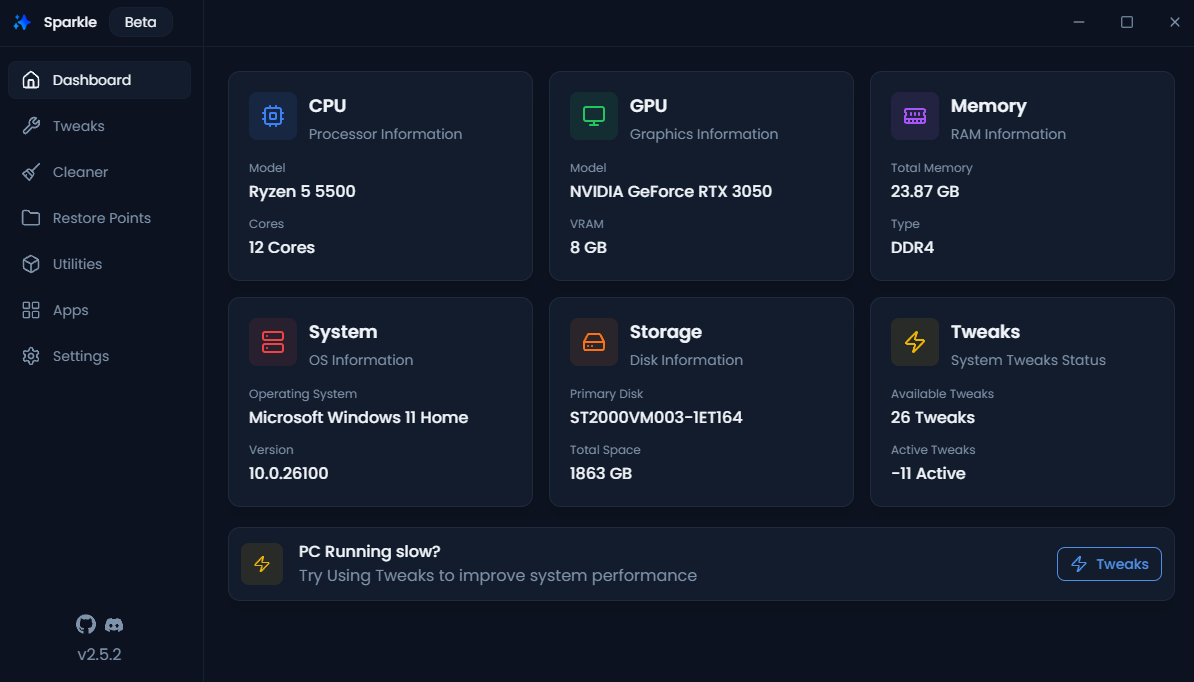 Sparkle Beta
Dashboard
Tweaks
Cleaner
Restore Points
Utilities
Apps
Settings
v2.5.2
CPU
Processor Information
Model
Ryzen 5 5500
Cores
12 Cores
GPU
Graphics Information
Model
NVIDIA GeForce RTX 3050
VRAM
8 GB
Memory
RAM Information
Total Memory
23.87 GB
Type
DDR4
System
OS Information
Operating System
Microsoft Windows 11 Home
Version
10.0.26100
Storage
Disk Information
Primary Disk
ST2000VM003-1ET164
Total Space
1863 GB
Tweaks
System Tweaks Status
Available Tweaks
26 Tweaks
Active Tweaks
-11 Active
PC Running slow?
Try Using Tweaks to improve system performance
Tweaks